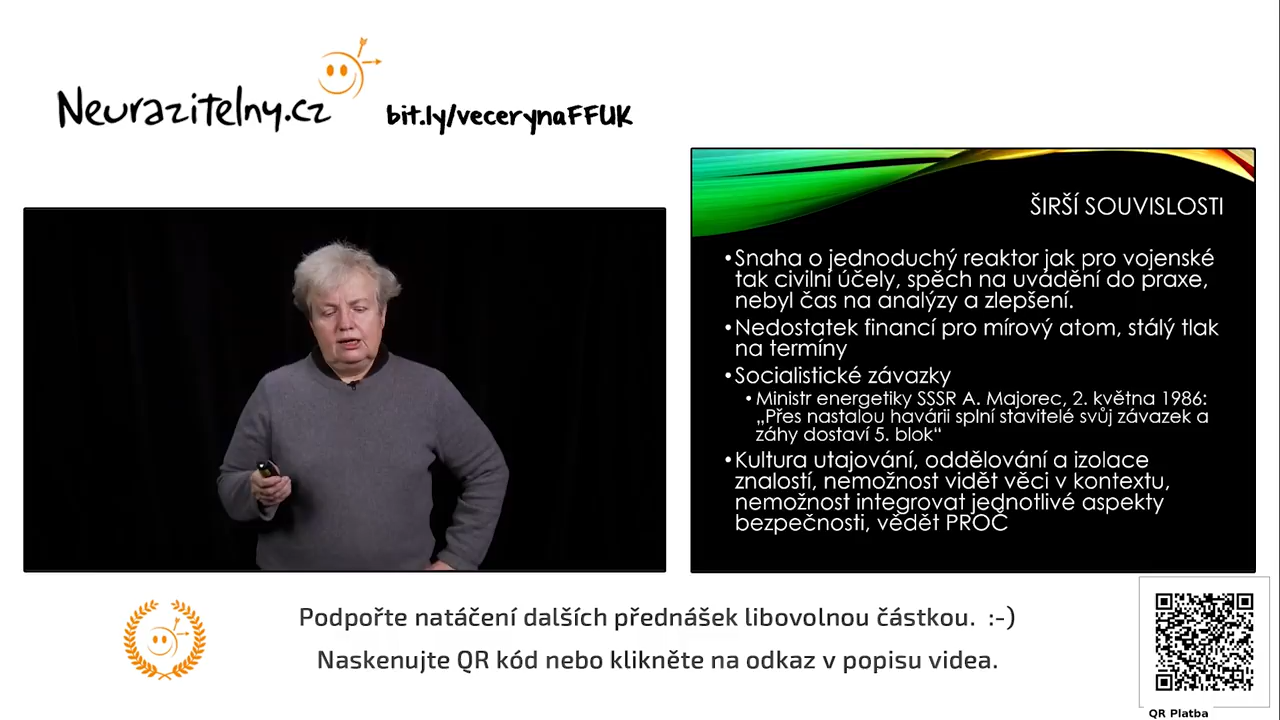 Neurazitelny.cz
bit.ly/vecerynaFFUK
ŠIRŠÍ SOUVISLOSTI
•Snaha o jednoduchý reaktor jak pro vojenské
tak civilní účely, spěch na uvádění do praxe,
nebyl čas na analýzy a zlepšení.
•Nedostatek financí pro mírový atom, stálý tlak
na termíny
•Socialistické závazky
•Ministr energetiky SSSR A. Majorec, 2. května 1986:
„Přes nastalou havárii splní stavitelé svůj závazek a
záhy dostaví 5. blok“
•Kultura utajování, oddělování a izolace
znalostí, nemožnost vidět věci v kontextu,
nemožnost integrovat jednotlivé aspekty
bezpečnosti, vědět PROČ
Podpořte natáčení dalších přednášek libovolnou částkou. :-)
Naskenujte QR kód nebo klikněte na odkaz v popisu videa.
QR Platba